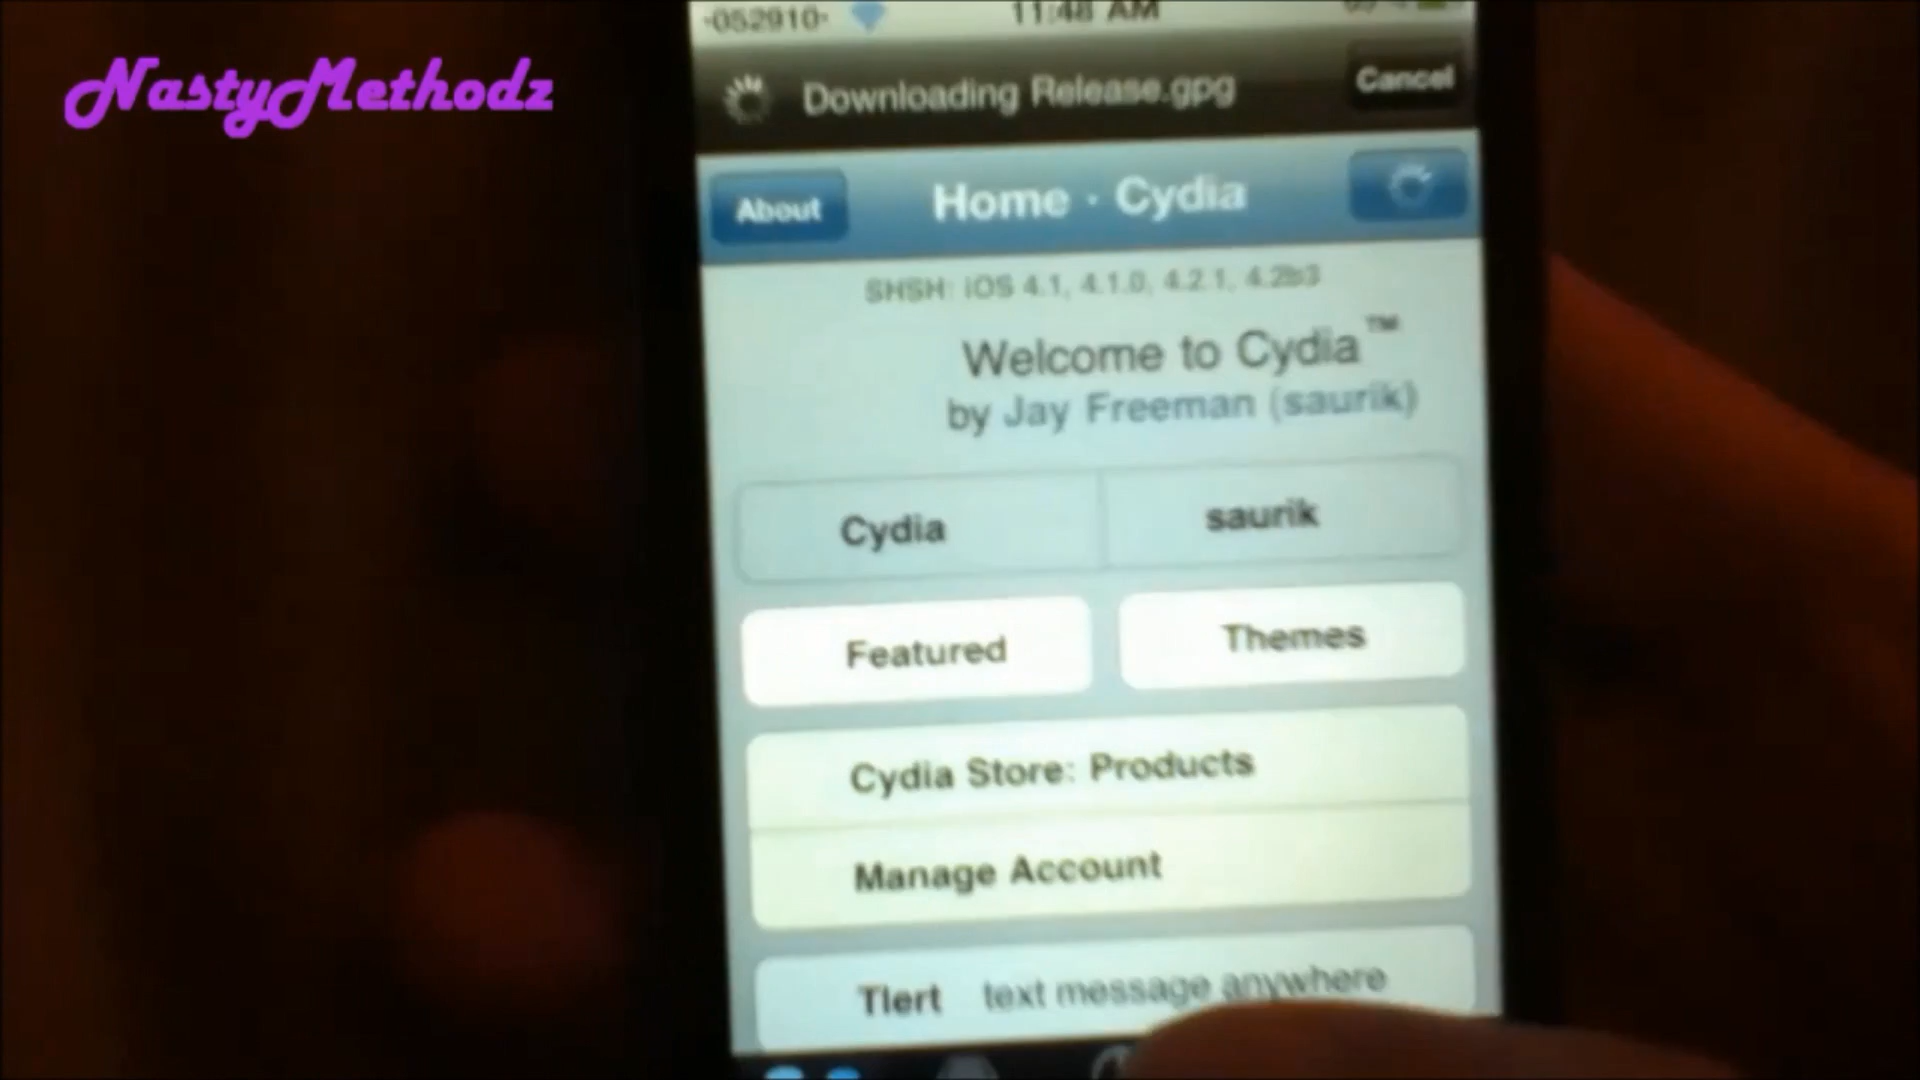 NastyMethodz
-052910-
11:48 AM
Downloading Release.gpg
Cancel
About
Home · Cydia
SHSH: iOS 4.1, 4.1.0, 4.2.1, 4.2b3
Welcome to Cydia™
by Jay Freeman (saurik)
Cydia
saurik
Featured
Themes
Cydia Store: Products
Manage Account
Tlert text message anywhere